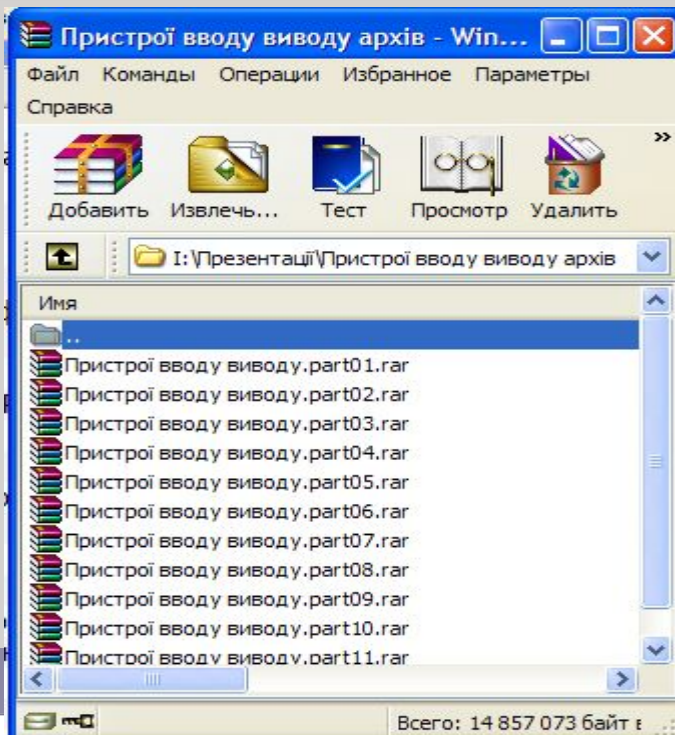 Пристрої вводу виводу архів - Win...
Файл Команды Операции Избранное Параметры
Справка
»
Добавить Извлечь... Тест Просмотр Удалить
I:\Презентації\Пристрої вводу виводу архів
Имя
..
Пристрої вводу виводу.part01.rar
Пристрої вводу виводу.part02.rar
Пристрої вводу виводу.part03.rar
Пристрої вводу виводу.part04.rar
Пристрої вводу виводу.part05.rar
Пристрої вводу виводу.part06.rar
Пристрої вводу виводу.part07.rar
Пристрої вводу виводу.part08.rar
Пристрої вводу виводу.part09.rar
Пристрої вводу виводу.part10.rar
Пристрої вводу виводу.part11.rar
Всего: 14 857 073 байт в